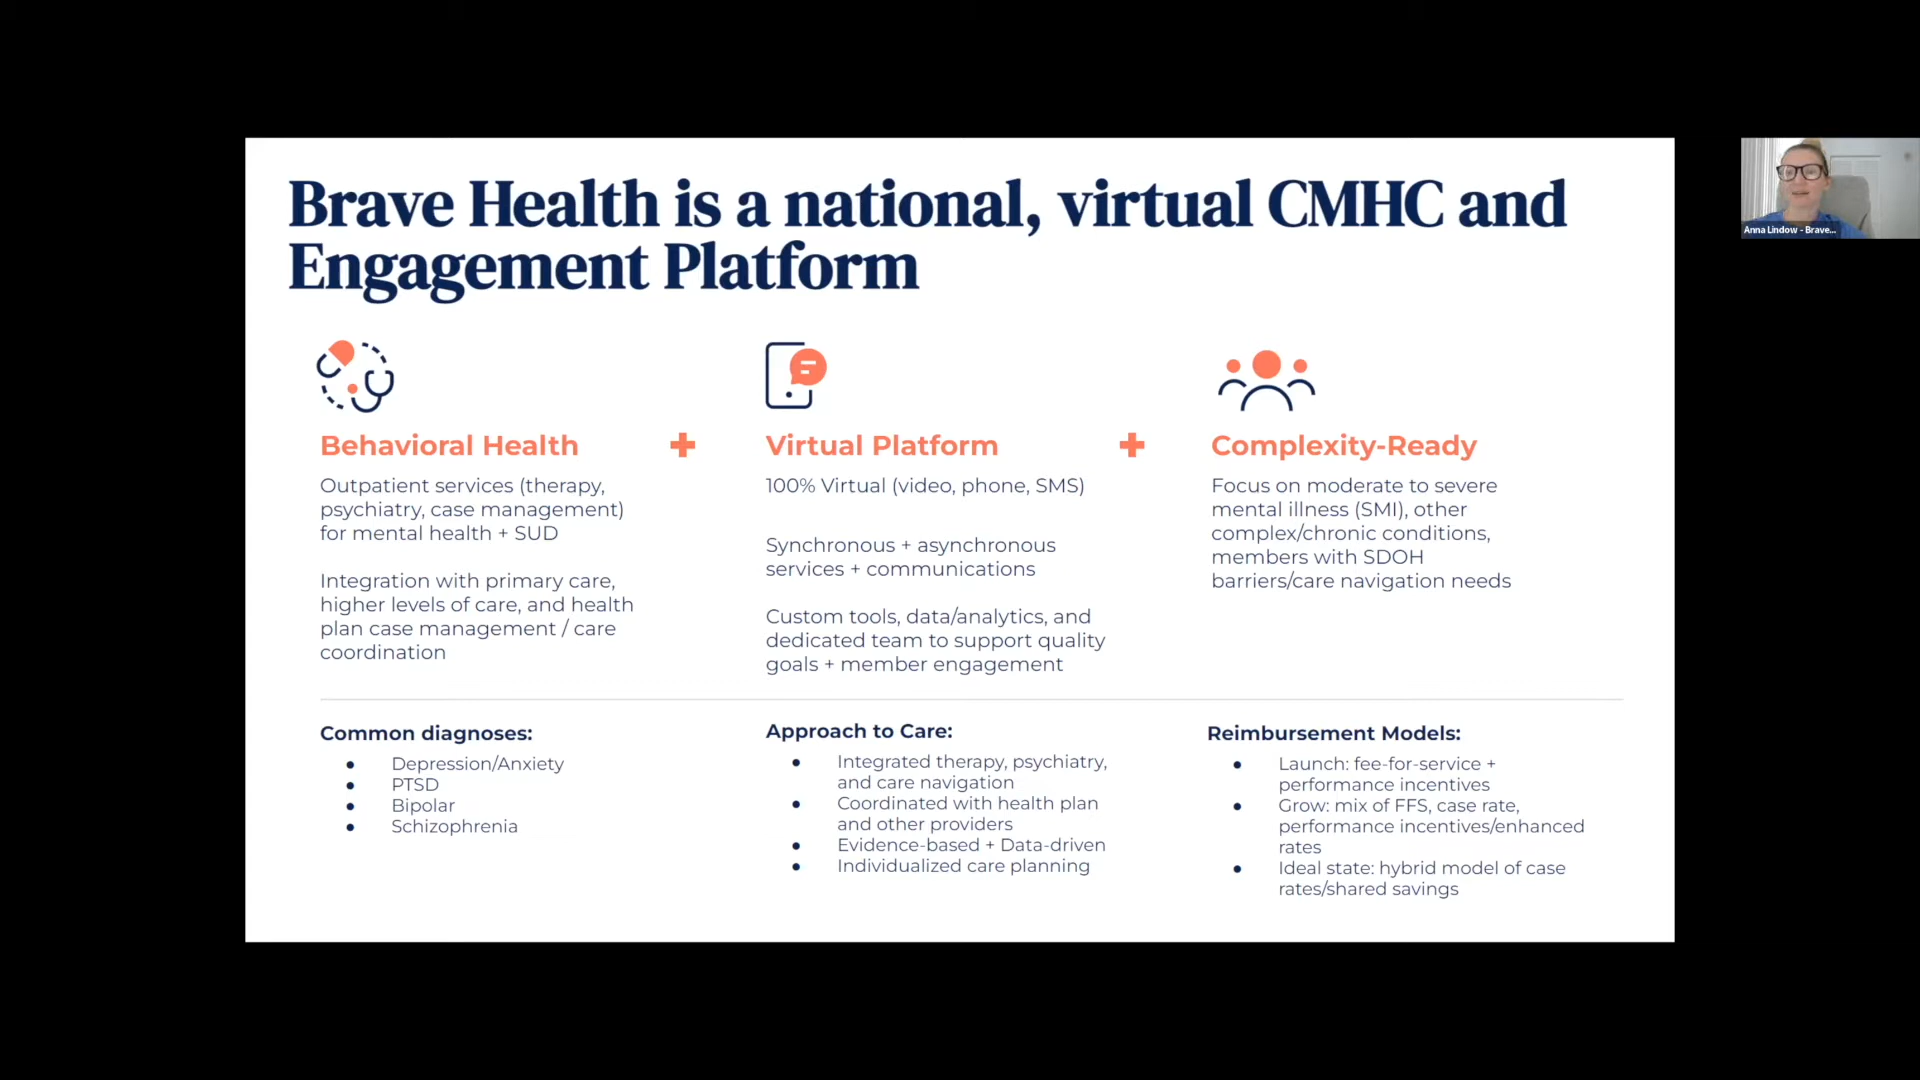 Brave Health is a national, virtual CMHC and
Engagement Platform
Behavioral Health
Outpatient services (therapy,
psychiatry, case management)
for mental health + SUD
Integration with primary care,
higher levels of care, and health
plan case management / care
coordination
Virtual Platform
100% Virtual (video, phone, SMS)
Synchronous + asynchronous
services + communications
Custom tools, data/analytics, and
dedicated team to support quality
goals + member engagement
Complexity-Ready
Focus on moderate to severe
mental illness (SMI), other
complex/chronic conditions,
members with SDOH
barriers/care navigation needs
Common diagnoses:
● Depression/Anxiety
● PTSD
● Bipolar
● Schizophrenia
Approach to Care:
● Integrated therapy, psychiatry,
and care navigation
● Coordinated with health plan
and other providers
● Evidence-based + Data-driven
● Individualized care planning
Reimbursement Models:
● Launch: fee-for-service +
performance incentives
● Grow: mix of FFS, case rate,
performance incentives/enhanced
rates
● Ideal state: hybrid model of case
rates/shared savings
Anna Lindow - Brave...